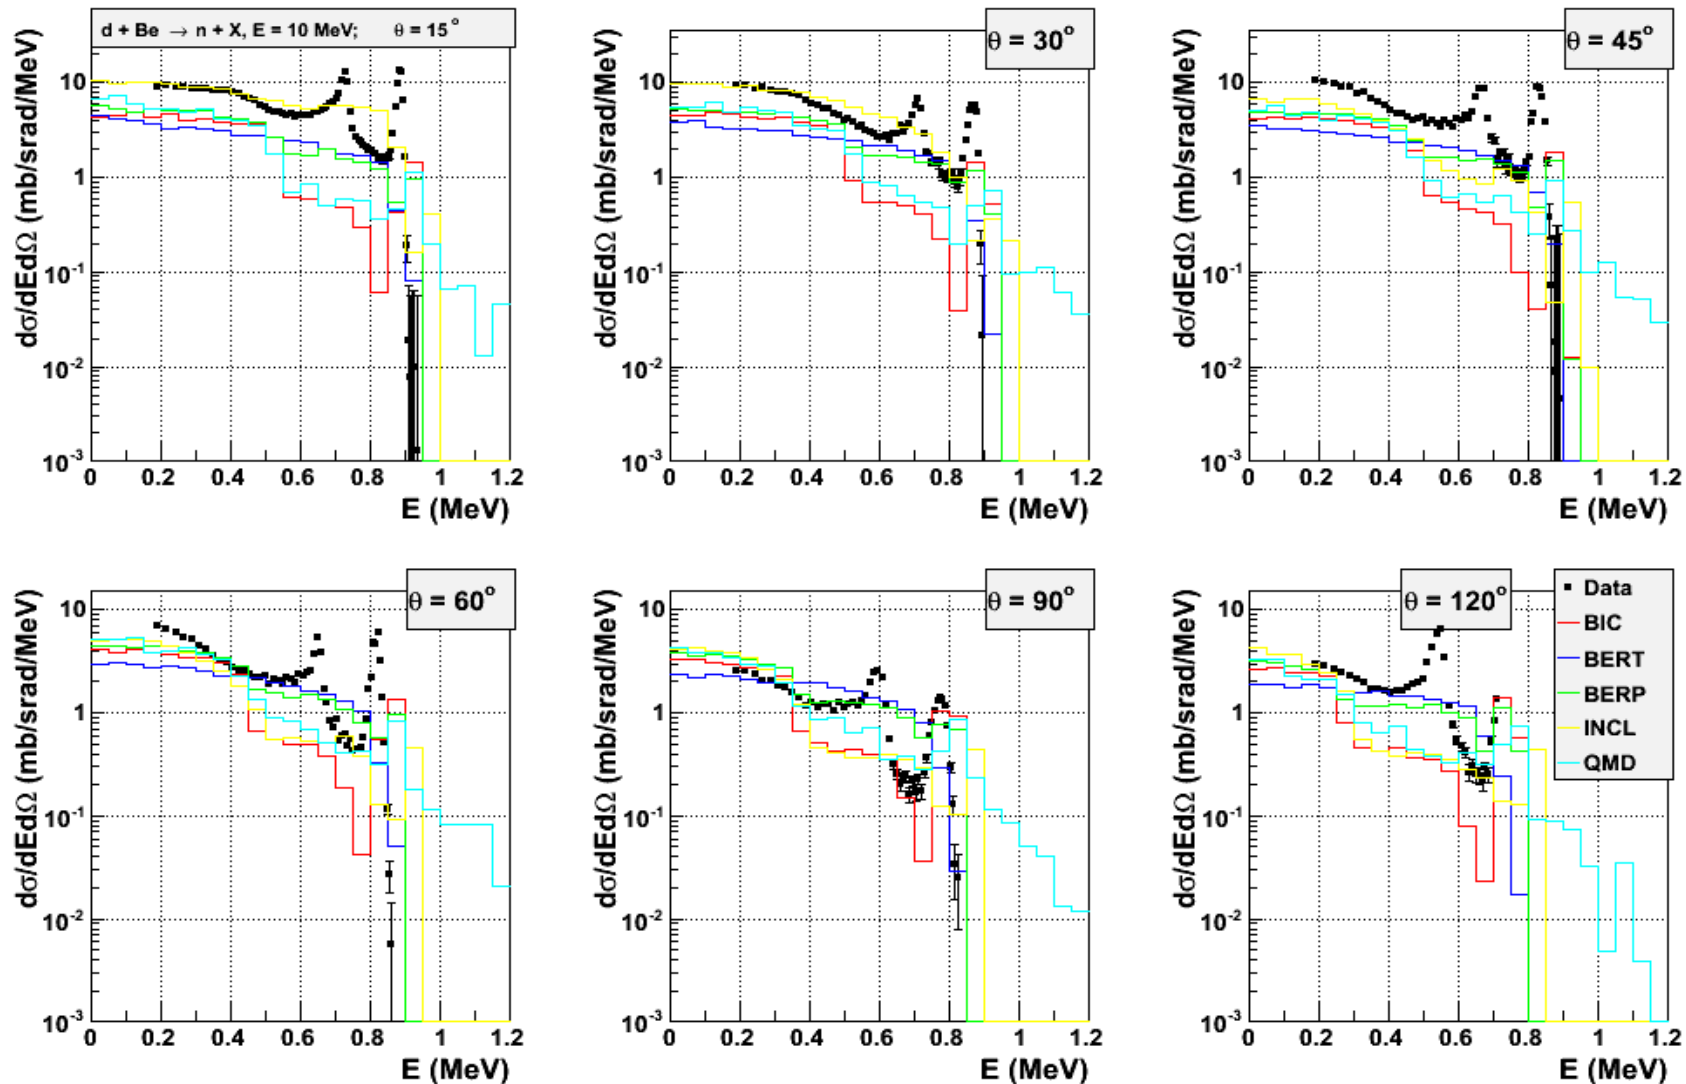 d + Be → n + X, E = 10 MeV; θ = 15°
dσ/dEdΩ (mb/srad/MeV)
10
1
10⁻¹
10⁻²
10⁻³
0 0.2 0.4 0.6 0.8 1 1.2
E (MeV)
θ = 30°
dσ/dEdΩ (mb/srad/MeV)
10
1
10⁻¹
10⁻²
10⁻³
0 0.2 0.4 0.6 0.8 1 1.2
E (MeV)
θ = 45°
dσ/dEdΩ (mb/srad/MeV)
10
1
10⁻¹
10⁻²
10⁻³
0 0.2 0.4 0.6 0.8 1 1.2
E (MeV)
θ = 60°
dσ/dEdΩ (mb/srad/MeV)
10
1
10⁻¹
10⁻²
10⁻³
0 0.2 0.4 0.6 0.8 1 1.2
E (MeV)
θ = 90°
dσ/dEdΩ (mb/srad/MeV)
10
1
10⁻¹
10⁻²
10⁻³
0 0.2 0.4 0.6 0.8 1 1.2
E (MeV)
θ = 120°
dσ/dEdΩ (mb/srad/MeV)
10
1
10⁻¹
10⁻²
10⁻³
0 0.2 0.4 0.6 0.8 1 1.2
E (MeV)
Data
BIC
BERT
BERP
INCL
QMD